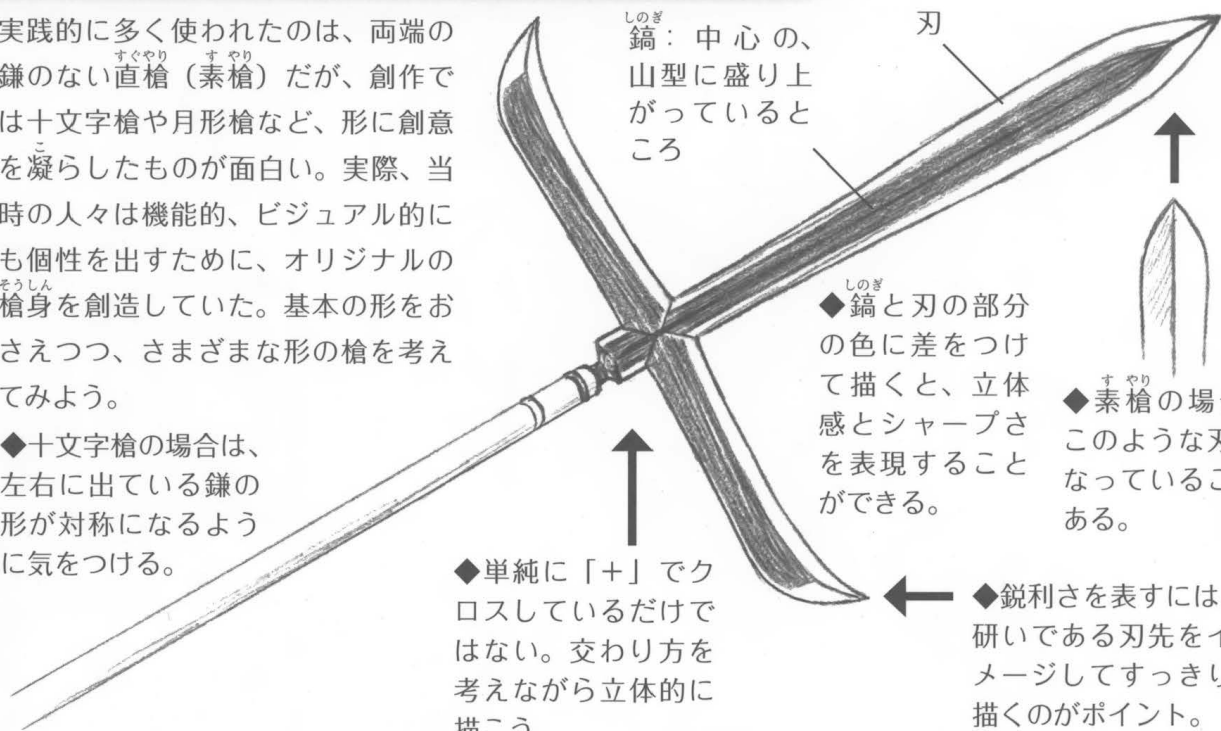 実践的に多く使われたのは、両端の
鎌のない直槍（素槍）だが、創作で
は十文字槍や月形槍など、形に創意
を凝らしたものが面白い。実際、当
時の人々は機能的、ビジュアル的に
も個性を出すために、オリジナルの
槍身を創造していた。基本の形をお
さえつつ、さまざまな形の槍を考え
てみよう。
◆十文字槍の場合は、
左右に出ている鎌の
形が対称になるよう
に気をつける。
鎬：中心の、
山型に盛り上
がっていると
ころ
刃
◆単純に「＋」でク
ロスしているだけで
はない。交わり方を
考えながら立体的に
描こう
◆鎬と刃の部分
の色に差をつけ
て描くと、立体
感とシャープさ
を表現すること
ができる。
◆素槍の場
このような刃
なっているこ
ある。
◆鋭利さを表すには
研いである刃先をイ
メージしてすっきり
描くのがポイント。